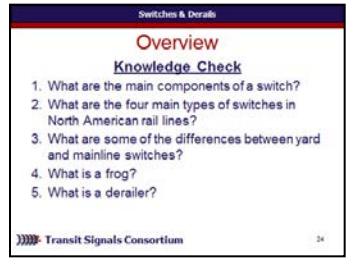 Switches & Derails
Overview
Knowledge Check
1. What are the main components of a switch?
2. What are the four main types of switches in
North American rail lines?
3. What are some of the differences between yard
and mainline switches?
4. What is a frog?
5. What is a derailer?
Transit Signals Consortium
24